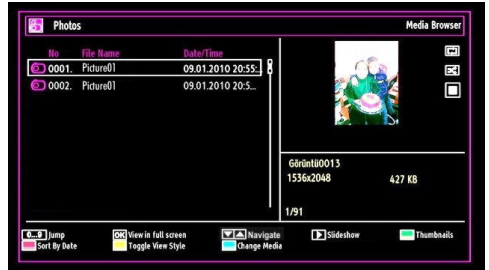 Photos Media Browser
No File Name Date/Time
0001. Picture01 09.01.2010 20:55:
0002. Picture01 09.01.2010 20:5...
Görüntü0013
1536x2048 427 KB
1/91
0...9 Jump OK View in full screen Navigate Slideshow Thumbnails
Sort By Date Toggle View Style Change Media